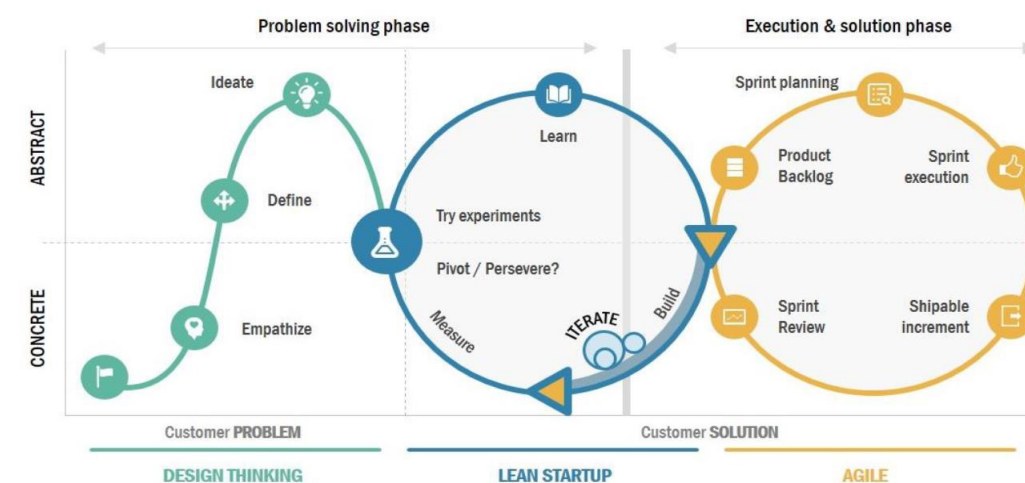 Problem solving phase
Execution & solution phase
ABSTRACT
CONCRETE
Ideate
Define
Empathize
Learn
Try experiments
Pivot / Persevere?
Measure
ITERATE
Build
Sprint planning
Product
Backlog
Sprint
execution
Sprint
Review
Shipable
increment
Customer PROBLEM
Customer SOLUTION
DESIGN THINKING
LEAN STARTUP
AGILE